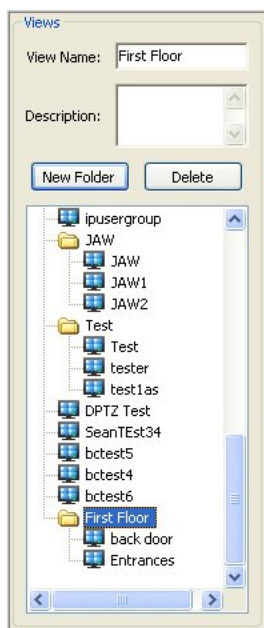 Views
View Name: First Floor
Description:
New Folder Delete
ipusergroup
JAW
JAW
JAW1
JAW2
Test
Test
tester
test1as
DPTZ Test
SeanTEst34
bctest5
bctest4
bctest6
First Floor
back door
Entrances